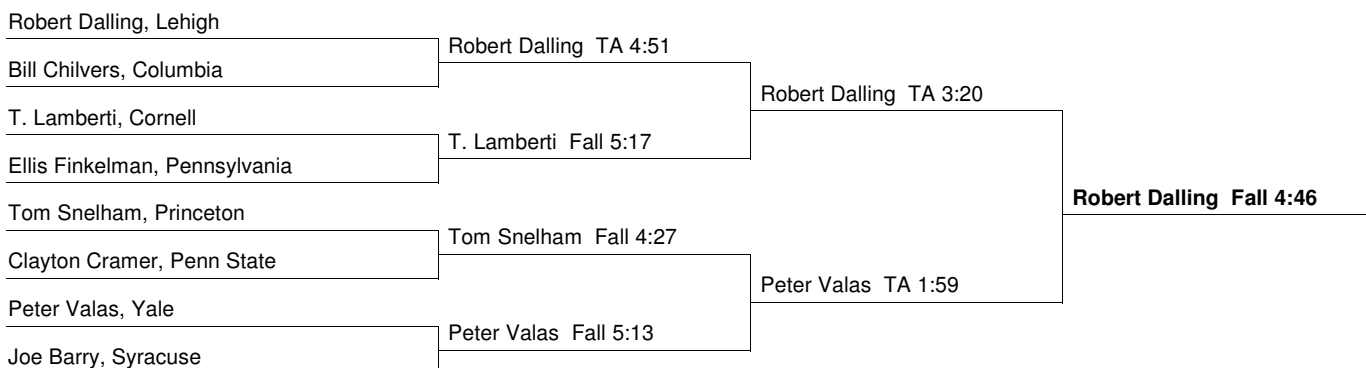 Robert Dalling, Lehigh
Bill Chilvers, Columbia
T. Lamberti, Cornell
Ellis Finkelman, Pennsylvania
Tom Snelham, Princeton
Clayton Cramer, Penn State
Peter Valas, Yale
Joe Barry, Syracuse
Robert Dalling TA 4:51
T. Lamberti Fall 5:17
Tom Snelham Fall 4:27
Peter Valas Fall 5:13
Robert Dalling TA 3:20
Peter Valas TA 1:59
Robert Dalling Fall 4:46